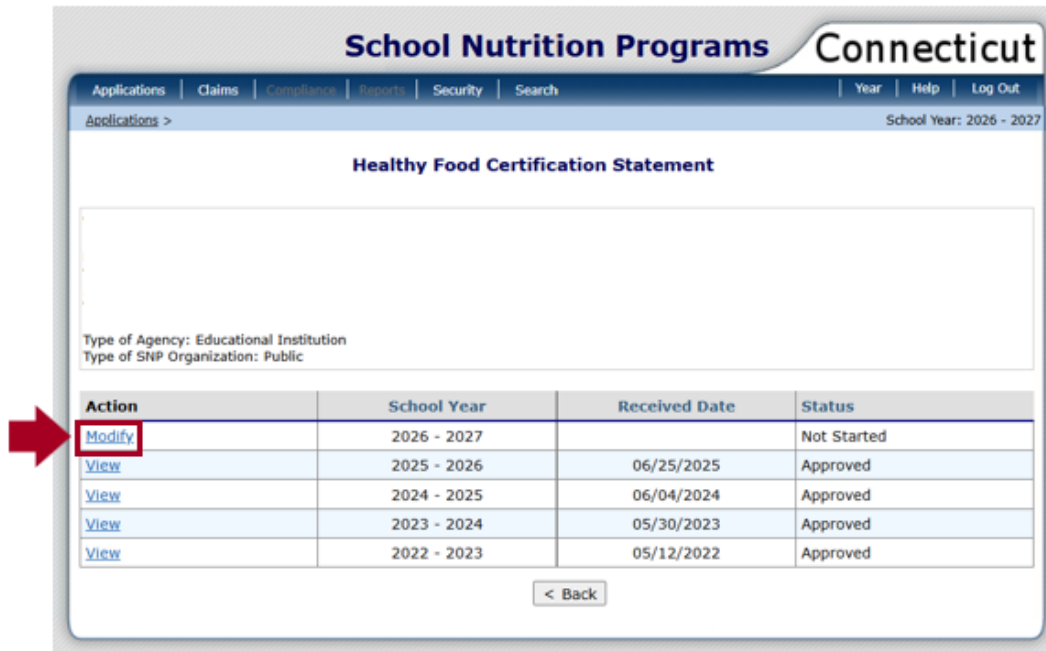 School Nutrition Programs Connecticut
Applications Claims Compliance Reports Security Search Year Help Log Out
Applications > School Year: 2026 - 2027
Healthy Food Certification Statement
Type of Agency: Educational Institution
Type of SNP Organization: Public
Action School Year Received Date Status
Modify 2026 - 2027 Not Started
View 2025 - 2026 06/25/2025 Approved
View 2024 - 2025 06/04/2024 Approved
View 2023 - 2024 05/30/2023 Approved
View 2022 - 2023 05/12/2022 Approved
< Back